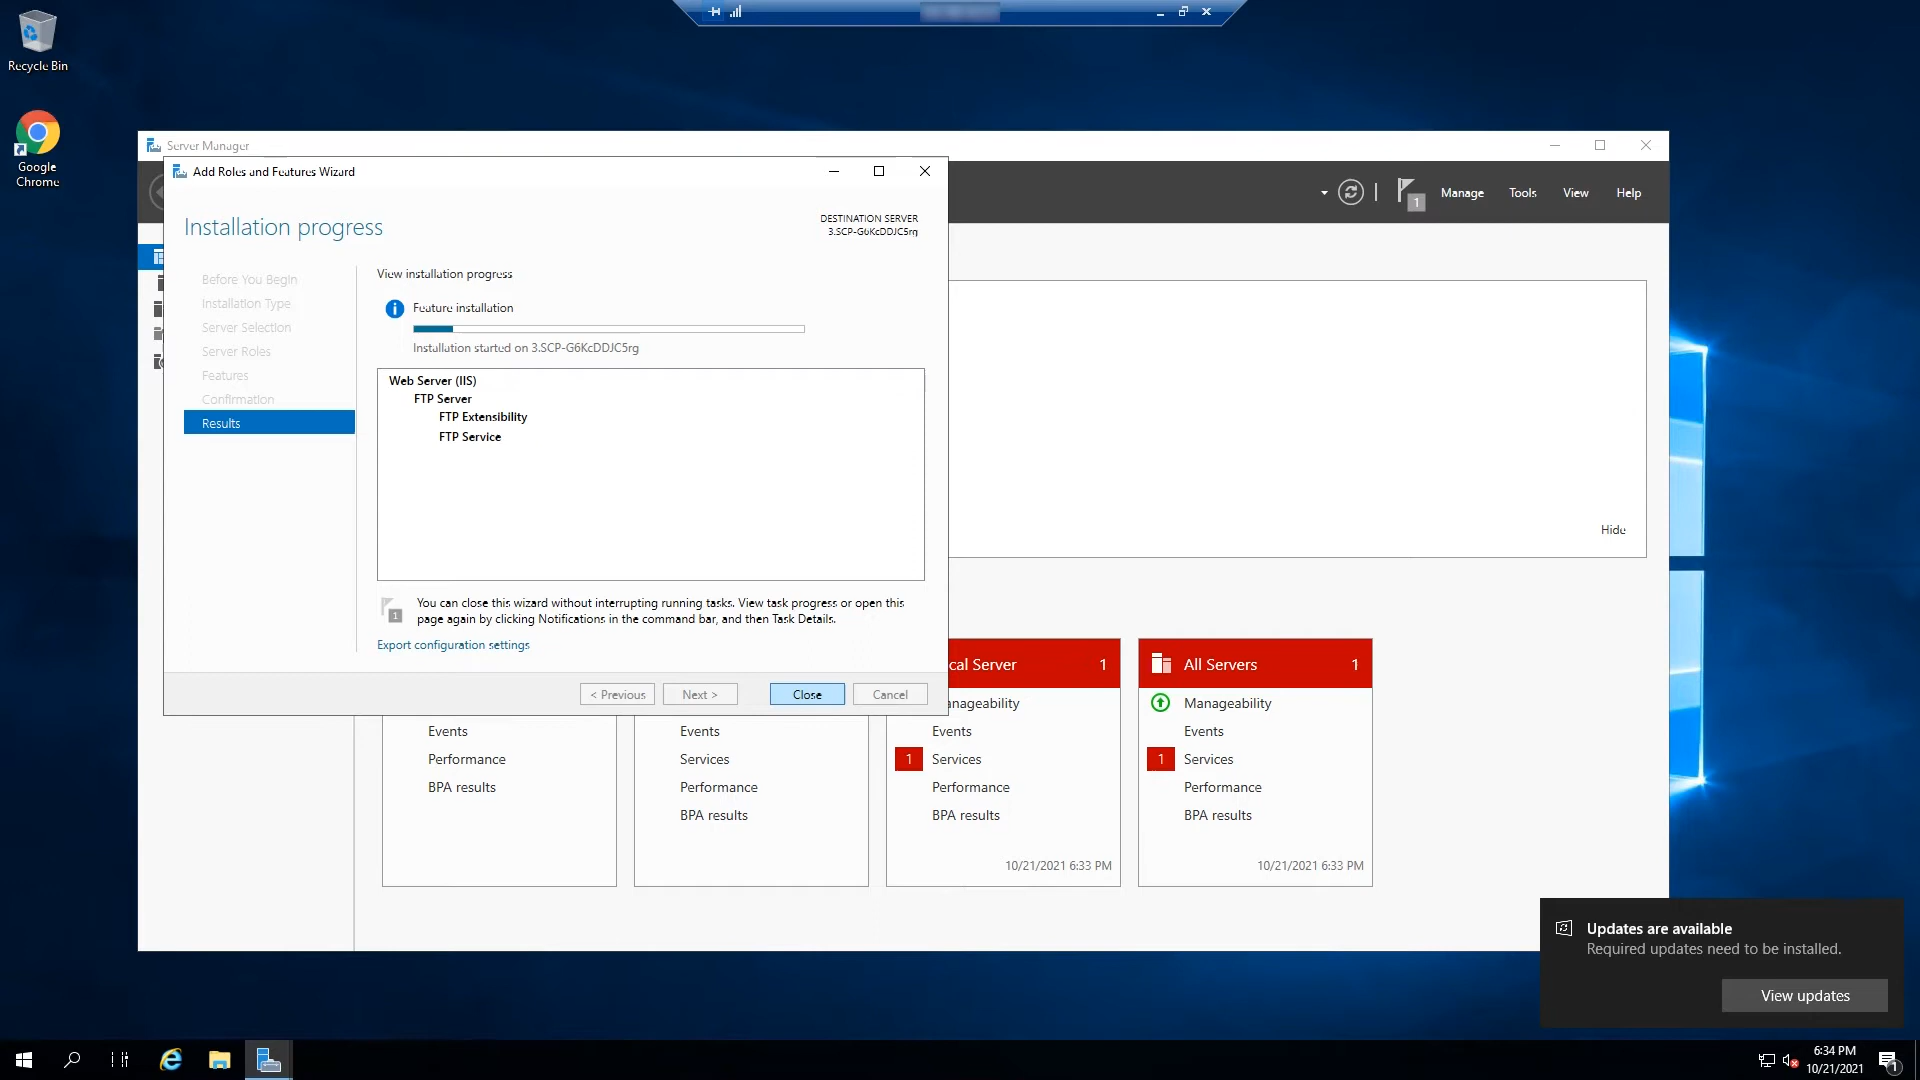 Recycle Bin
Google
Chrome
Server Manager
Add Roles and Features Wizard
1
Manage
Tools
View
Help
Installation progress
DESTINATION SERVER
3.SCP-G6KcDDJC5rg
Before You Begin
Installation Type
Server Selection
Server Roles
Features
Confirmation
Results
View installation progress
Feature installation
Installation started on 3.SCP-G6KcDDJC5rg
Web Server (IIS)
FTP Server
FTP Extensibility
FTP Service
Hide
1
You can close this wizard without interrupting running tasks. View task progress or open this
page again by clicking Notifications in the command bar, and then Task Details.
Export configuration settings
< Previous
Next >
Close
Cancel
Events
Performance
BPA results
Events
Services
Performance
BPA results
cal Server 1
anageability
Events
1 Services
Performance
BPA results
10/21/2021 6:33 PM
All Servers 1
Manageability
Events
1 Services
Performance
BPA results
10/21/2021 6:33 PM
Updates are available
Required updates need to be installed.
View updates
6:34 PM
10/21/2021
1